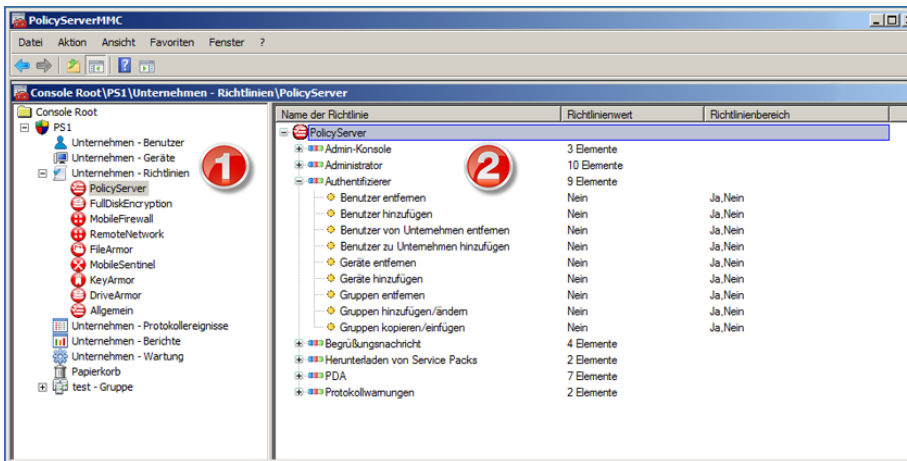 PolicyServerMMC
Datei Aktion Ansicht Favoriten Fenster ?
Console Root\PS1\Unternehmen - Richtlinien\PolicyServer
Console Root
PS1
Unternehmen - Benutzer
Unternehmen - Geräte
Unternehmen - Richtlinien
PolicyServer
FullDiskEncryption
MobileFirewall
RemoteNetwork
FileArmor
MobileSentinel
KeyArmor
DriveArmor
Allgemein
Unternehmen - Protokollereignisse
Unternehmen - Berichte
Unternehmen - Wartung
Papierkorb
test - Gruppe
1
Name der Richtlinie Richtlinienwert Richtlinienbereich
PolicyServer
Admin-Konsole 3 Elemente
Administrator 10 Elemente
Authentifizierer 9 Elemente
Benutzer entfernen Nein Ja,Nein
Benutzer hinzufügen Nein Ja,Nein
Benutzer von Unternehmen entfernen Nein Ja,Nein
Benutzer zu Unternehmen hinzufügen Nein Ja,Nein
Geräte entfernen Nein Ja,Nein
Geräte hinzufügen Nein Ja,Nein
Gruppen entfernen Nein Ja,Nein
Gruppen hinzufügen/ändern Nein Ja,Nein
Gruppen kopieren/einfügen Nein Ja,Nein
Begrüßungsnachricht 4 Elemente
Herunterladen von Service Packs 2 Elemente
PDA 7 Elemente
Protokollwarnungen 2 Elemente
2